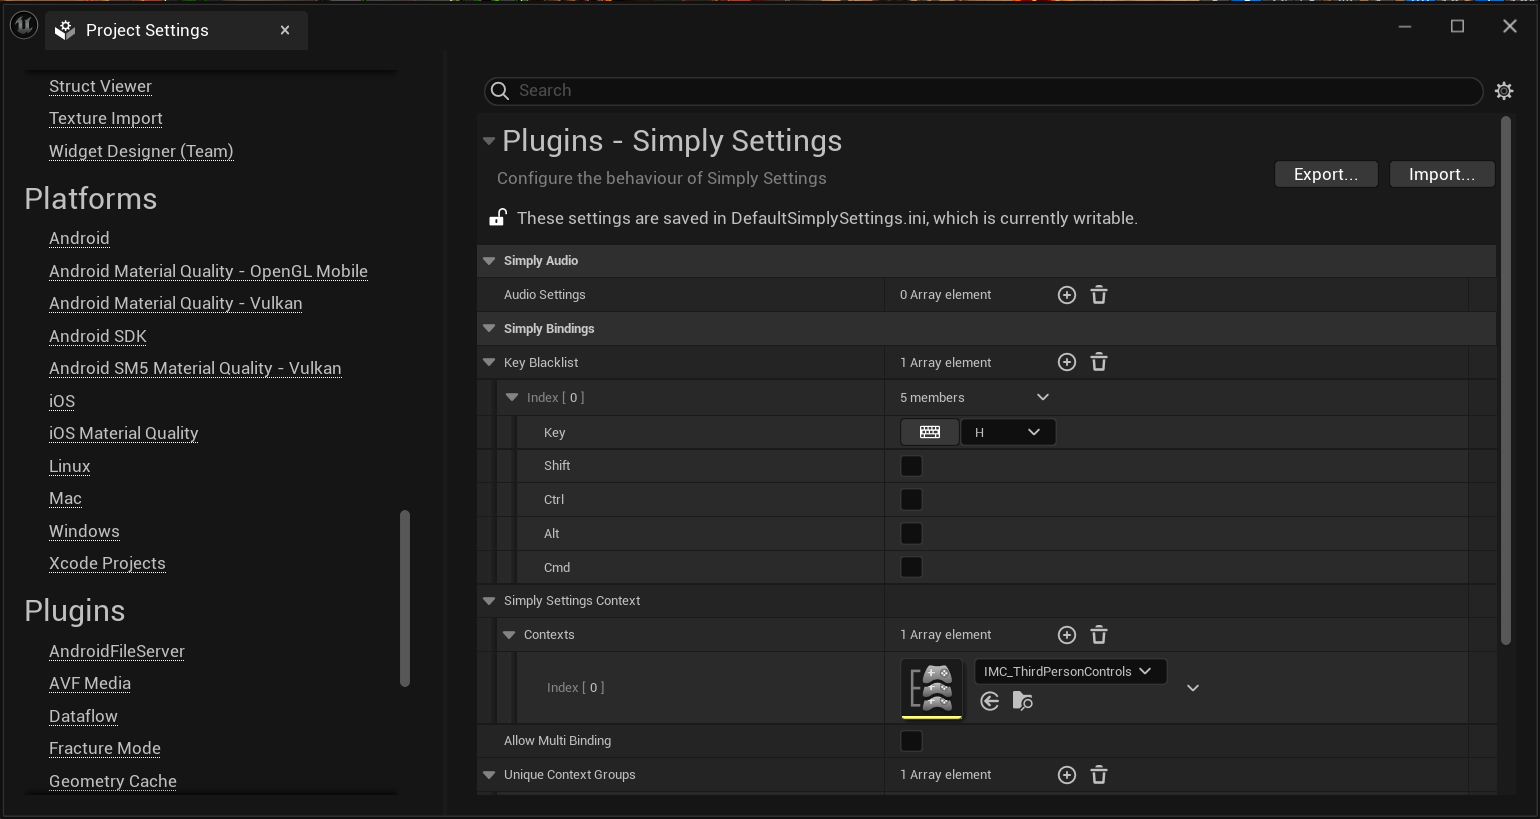 Project Settings
Struct Viewer
Texture Import
Widget Designer (Team)
Platforms
Android
Android Material Quality - OpenGL Mobile
Android Material Quality - Vulkan
Android SDK
Android SM5 Material Quality - Vulkan
iOS
iOS Material Quality
Linux
Mac
Windows
Xcode Projects
Plugins
AndroidFileServer
AVF Media
Dataflow
Fracture Mode
Geometry Cache
Search
Plugins - Simply Settings
Configure the behaviour of Simply Settings
Export...
Import...
These settings are saved in DefaultSimplySettings.ini, which is currently writable.
Simply Audio
Audio Settings
0 Array element
Simply Bindings
Key Blacklist
1 Array element
Index [ 0 ]
5 members
Key
H
Shift
Ctrl
Alt
Cmd
Simply Settings Context
Contexts
1 Array element
Index [ 0 ]
IMC_ThirdPersonControls
Allow Multi Binding
Unique Context Groups
1 Array element